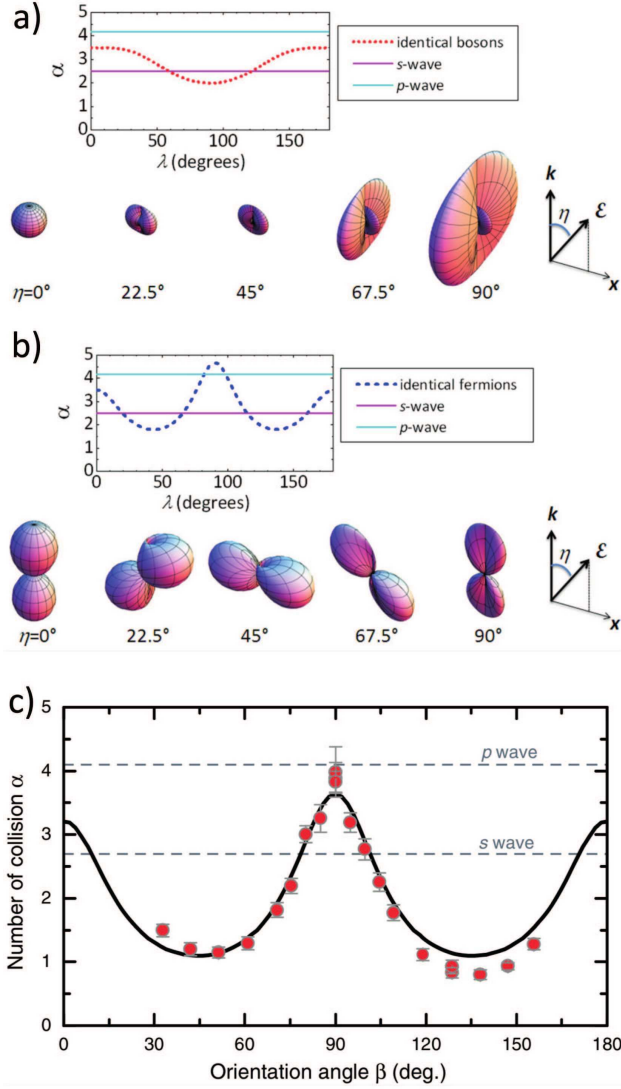 a)
5
4
3
2
1
0
α
0 50 100 150
λ (degrees)
identical bosons
s-wave
p-wave
η=0° 22.5° 45° 67.5° 90°
k
η
ℰ
x
b)
5
4
3
2
1
0
α
0 50 100 150
λ (degrees)
identical fermions
s-wave
p-wave
η=0° 22.5° 45° 67.5° 90°
k
η
ℰ
x
c)
5
4
3
2
1
0
Number of collision α
p wave
s wave
0 30 60 90 120 150 180
Orientation angle β (deg.)